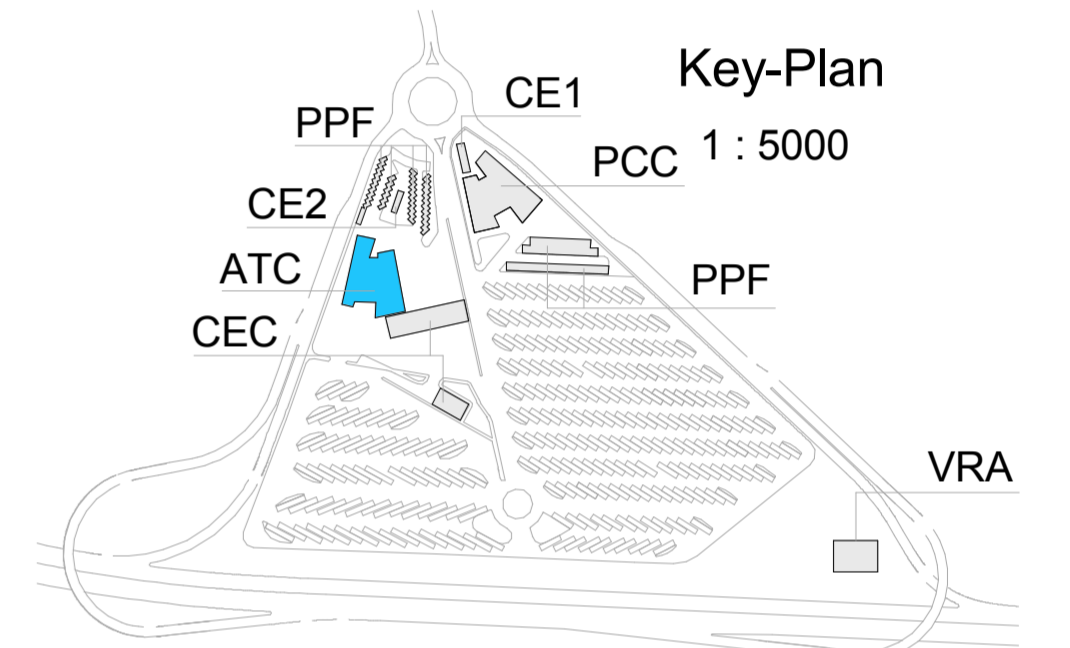 Key-Plan
1 : 5000
CE1
PPF
PCC
CE2
ATC
PPF
CEC
VRA